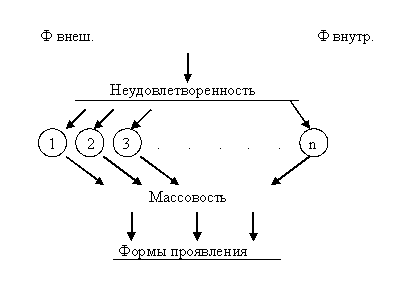 Ф внеш. Ф внутр.
Неудовлетворенность
1 2 3 . . . . . n
Массовость
Формы проявления